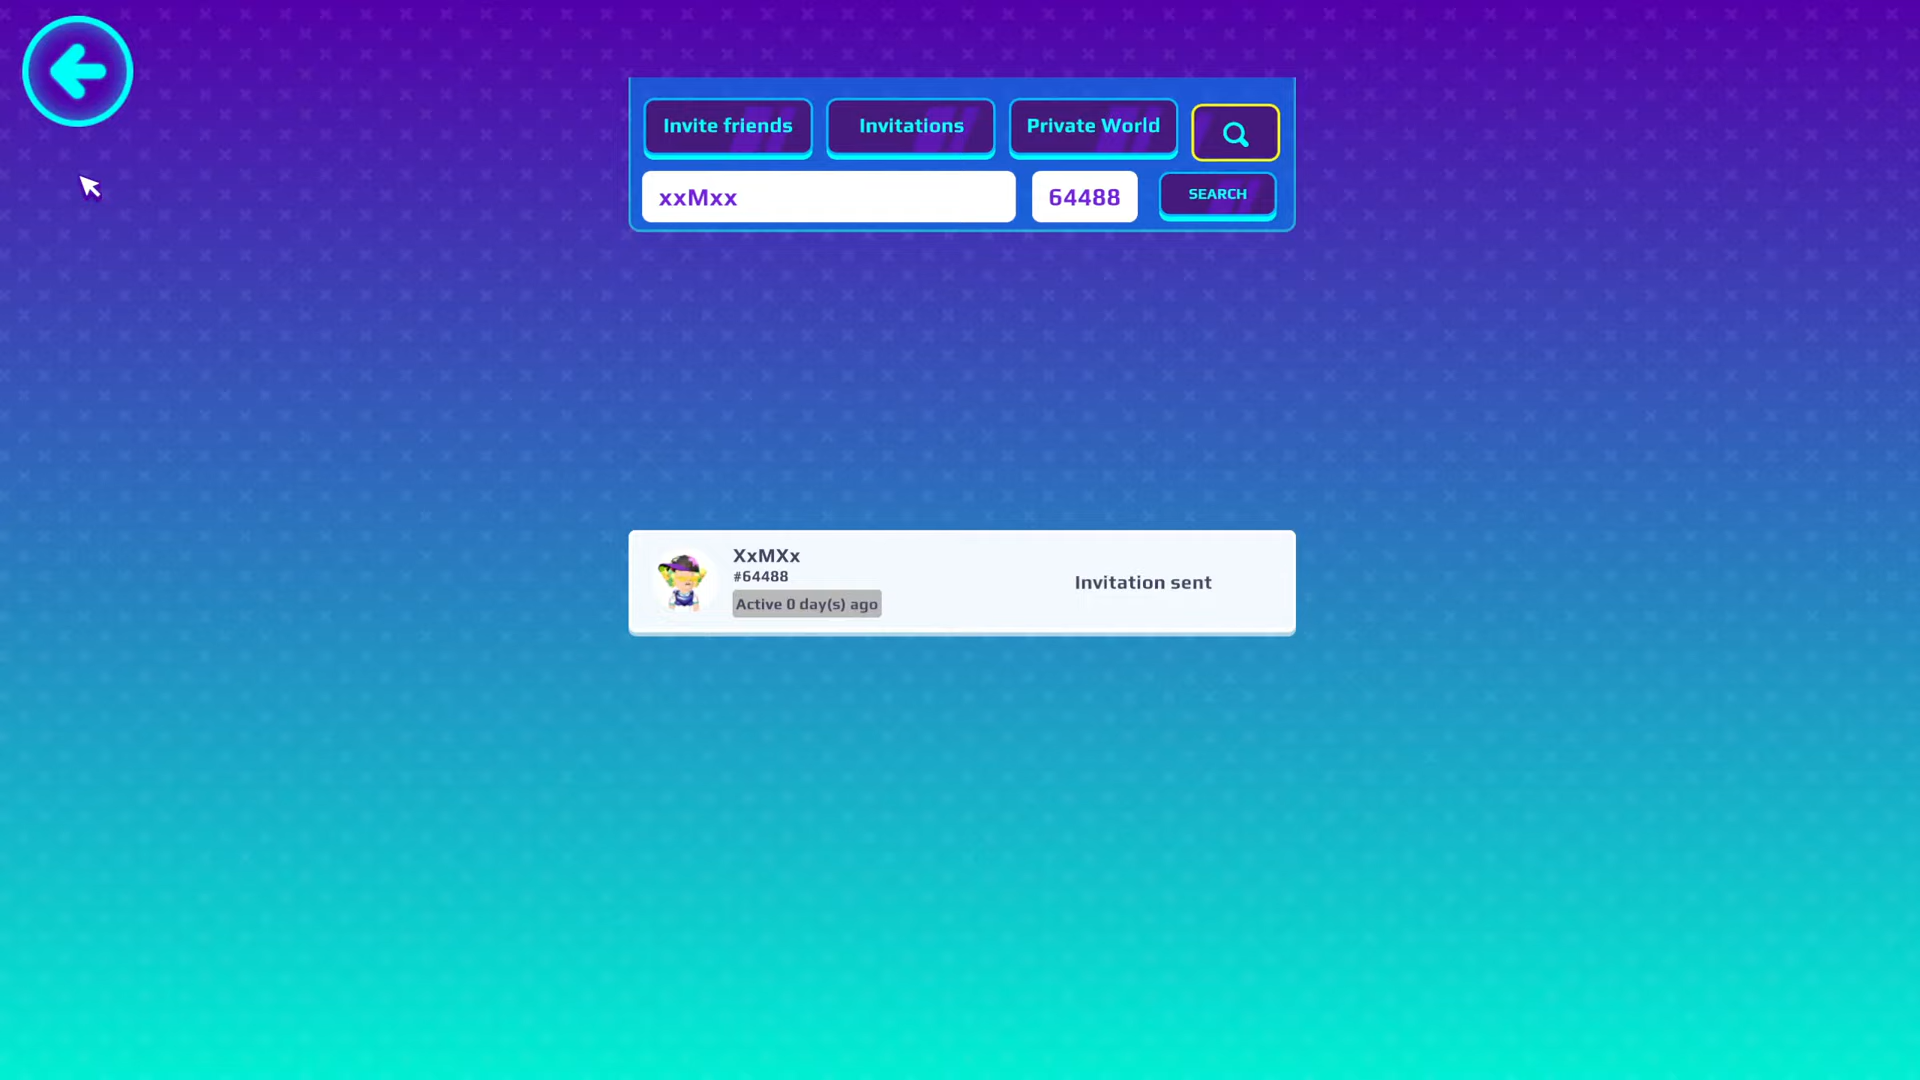 Invite friends
Invitations
Private World
xxMxx
64488
SEARCH
XxMXx
#64488
Active 0 day(s) ago
Invitation sent